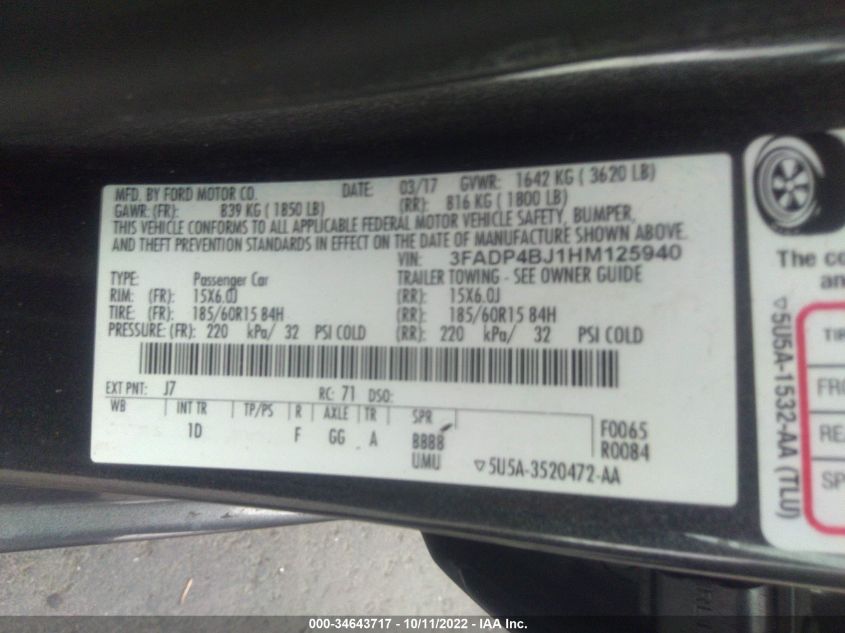 MFD. BY FORD MOTOR CO. DATE: 03/17 GVWR: 1642 KG ( 3620 LB)
GAWR: (FR): 839 KG ( 1850 LB) (RR): 816 KG ( 1800 LB)
THIS VEHICLE CONFORMS TO ALL APPLICABLE FEDERAL MOTOR VEHICLE SAFETY, BUMPER,
AND THEFT PREVENTION STANDARDS IN EFFECT ON THE DATE OF MANUFACTURE SHOWN ABOVE.
VIN: 3FADP4BJ1HM125940
TYPE: Passenger Car TRAILER TOWING - SEE OWNER GUIDE
RIM: (FR): 15X6.0J (RR): 15X6.0J
TIRE: (FR): 185/60R15 84H (RR): 185/60R15 84H
PRESSURE: (FR): 220 kPa/ 32 PSI COLD (RR): 220 kPa/ 32 PSI COLD
EXT PNT: J7 RC: 71 DSO:
WB INT TR TP/PS R AXLE TR SPR
1D F GG A B888 F0065
UMU R0084
▽5U5A-3520472-AA
The
an
▽5U5A-1532-AA (TLU)
FRO
REA
SP
000-34643717 - 10/11/2022 - IAA Inc.